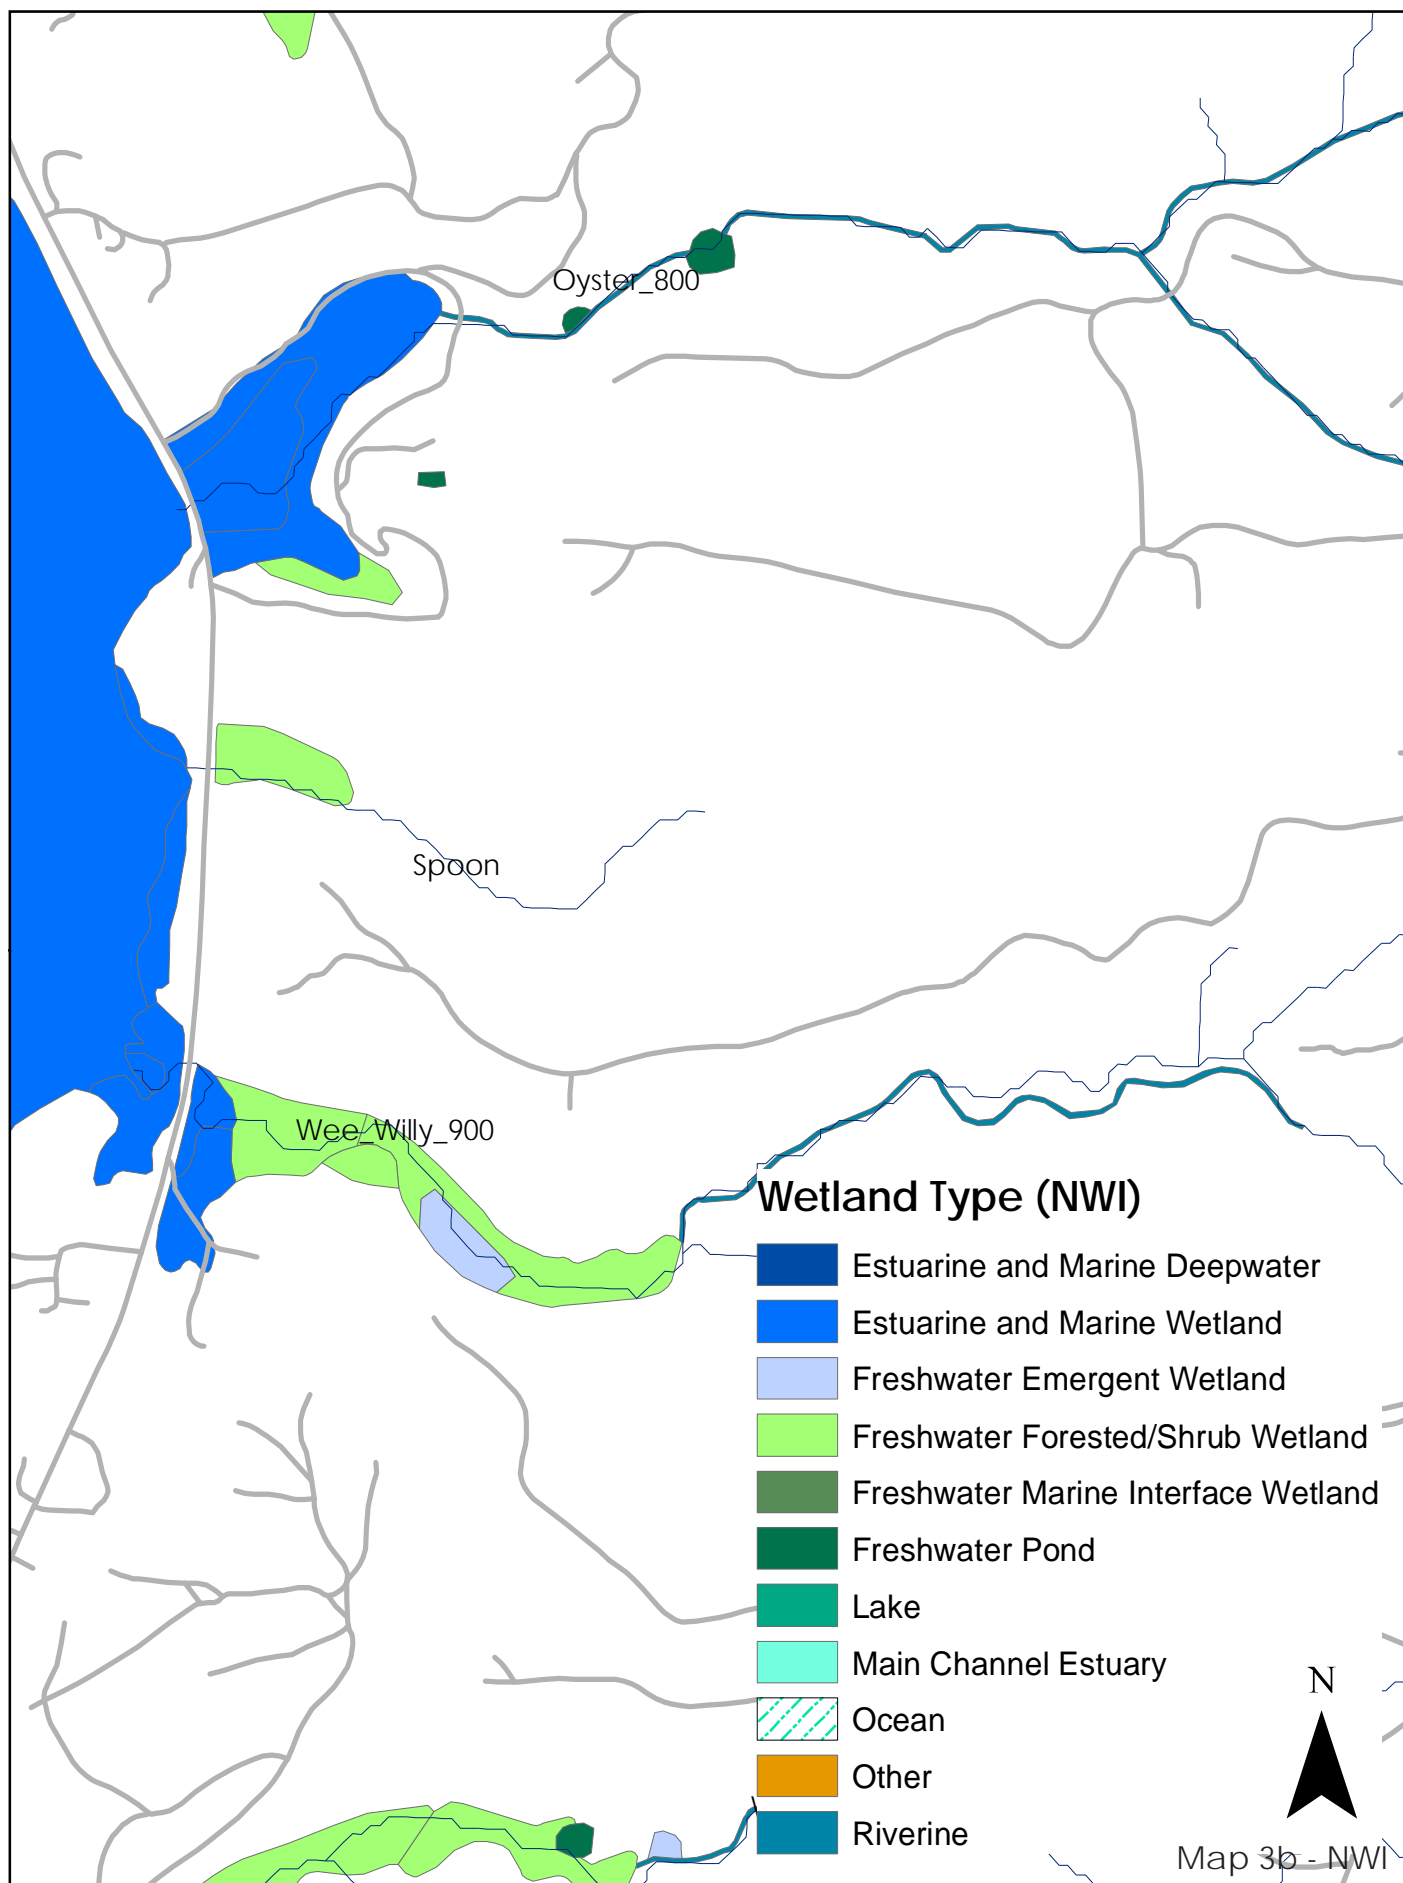 Oyster_800
Spoon
Wee_Willy_900
Wetland Type (NWI)
Estuarine and Marine Deepwater
Estuarine and Marine Wetland
Freshwater Emergent Wetland
Freshwater Forested/Shrub Wetland
Freshwater Marine Interface Wetland
Freshwater Pond
Lake
Main Channel Estuary
Ocean
Other
Riverine
N
Map 3b - NWI